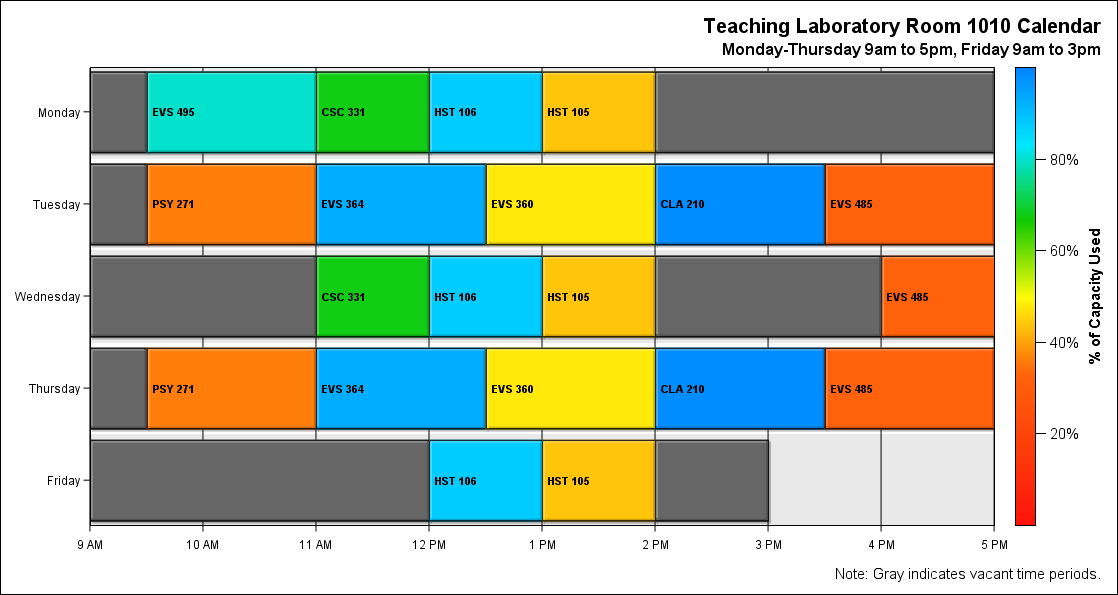 Teaching Laboratory Room 1010 Calendar
Monday-Thursday 9am to 5pm, Friday 9am to 3pm
Monday
EVS 495
CSC 331
HST 106
HST 105
Tuesday
PSY 271
EVS 364
EVS 360
CLA 210
EVS 485
Wednesday
CSC 331
HST 106
HST 105
EVS 485
Thursday
PSY 271
EVS 364
EVS 360
CLA 210
EVS 485
Friday
HST 106
HST 105
9 AM
10 AM
11 AM
12 PM
1 PM
2 PM
3 PM
4 PM
5 PM
80%
60%
40%
20%
% of Capacity Used
Note: Gray indicates vacant time periods.